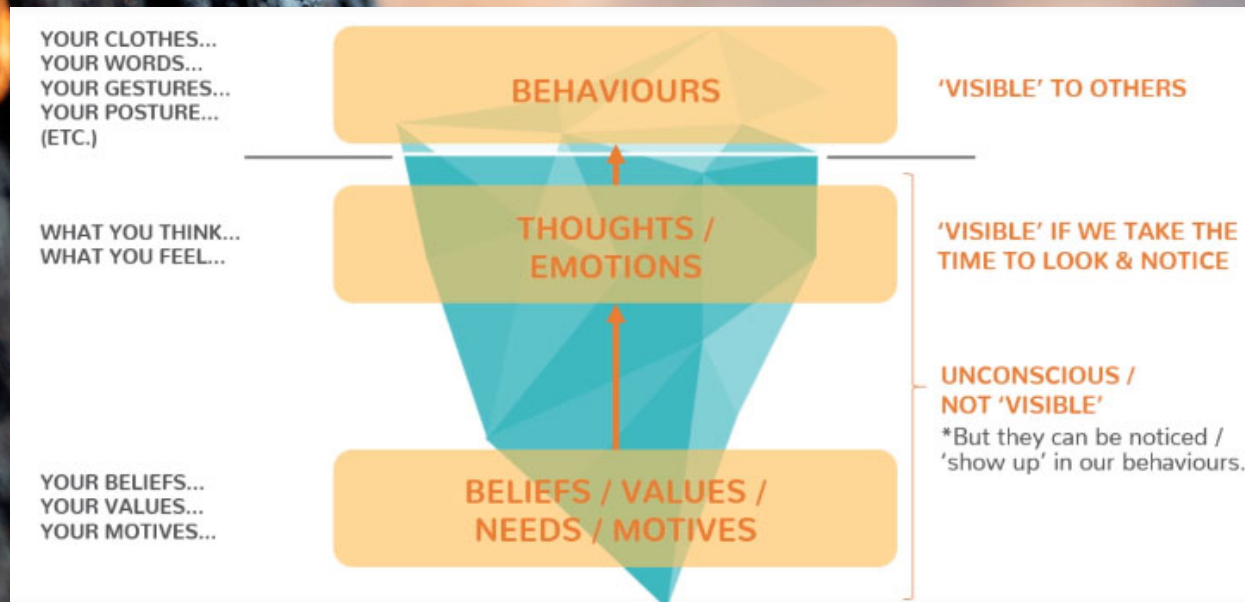 YOUR CLOTHES...
YOUR WORDS...
YOUR GESTURES...
YOUR POSTURE...
(ETC.)
BEHAVIOURS
‘VISIBLE’ TO OTHERS
WHAT YOU THINK...
WHAT YOU FEEL...
THOUGHTS /
EMOTIONS
‘VISIBLE’ IF WE TAKE THE
TIME TO LOOK & NOTICE
UNCONSCIOUS /
NOT ‘VISIBLE’
*But they can be noticed /
‘show up’ in our behaviours.
YOUR BELIEFS...
YOUR VALUES...
YOUR MOTIVES...
BELIEFS / VALUES /
NEEDS / MOTIVES